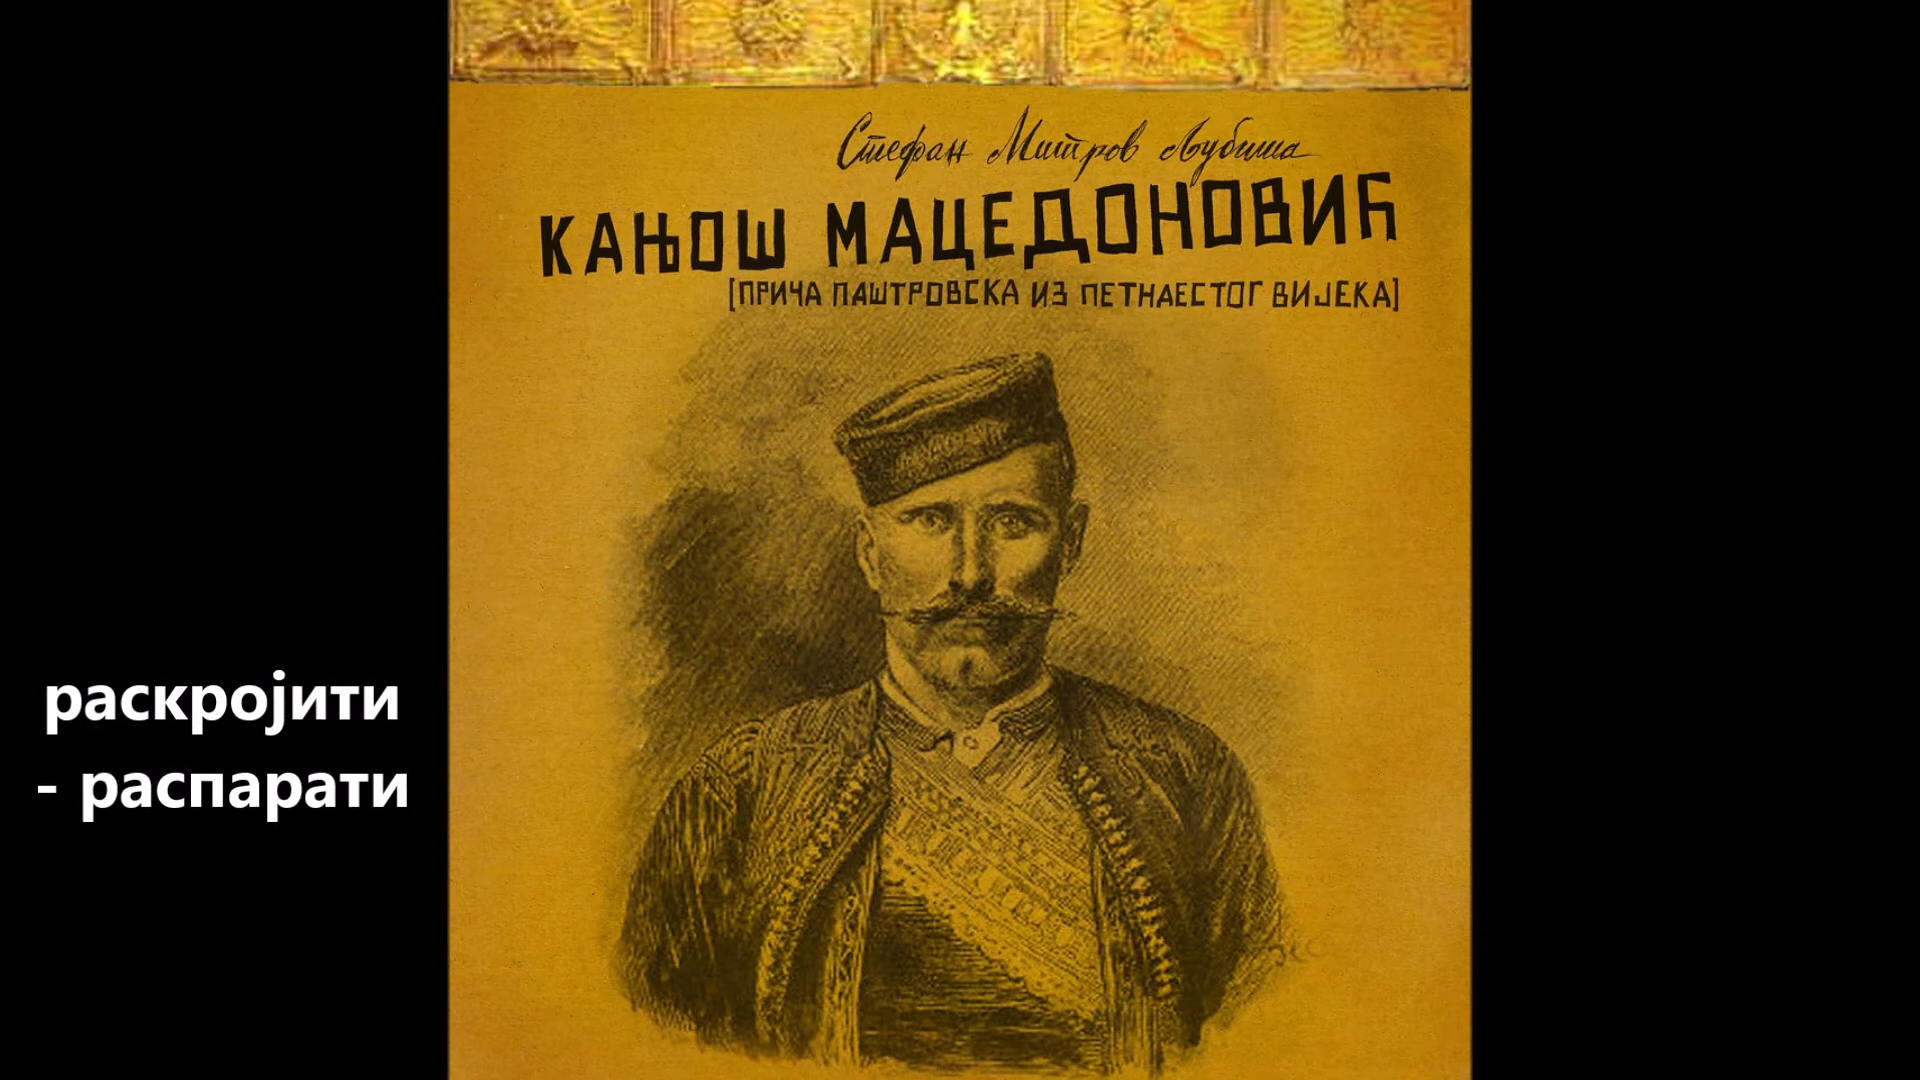 Стефан Митров Љубиша
КАЊОШ МАЦЕДОНОВИЋ
[ПРИЧА ПАШТРОВСКА ИЗ ПЕТНАЕСТОГ ВИЈЕКА]
раскројити
- распарати